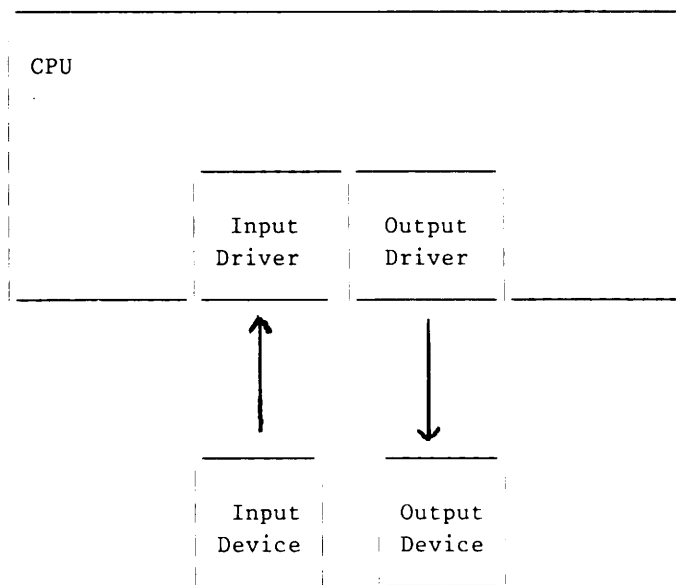 CPU
Input
Driver
Output
Driver
Input
Device
Output
Device